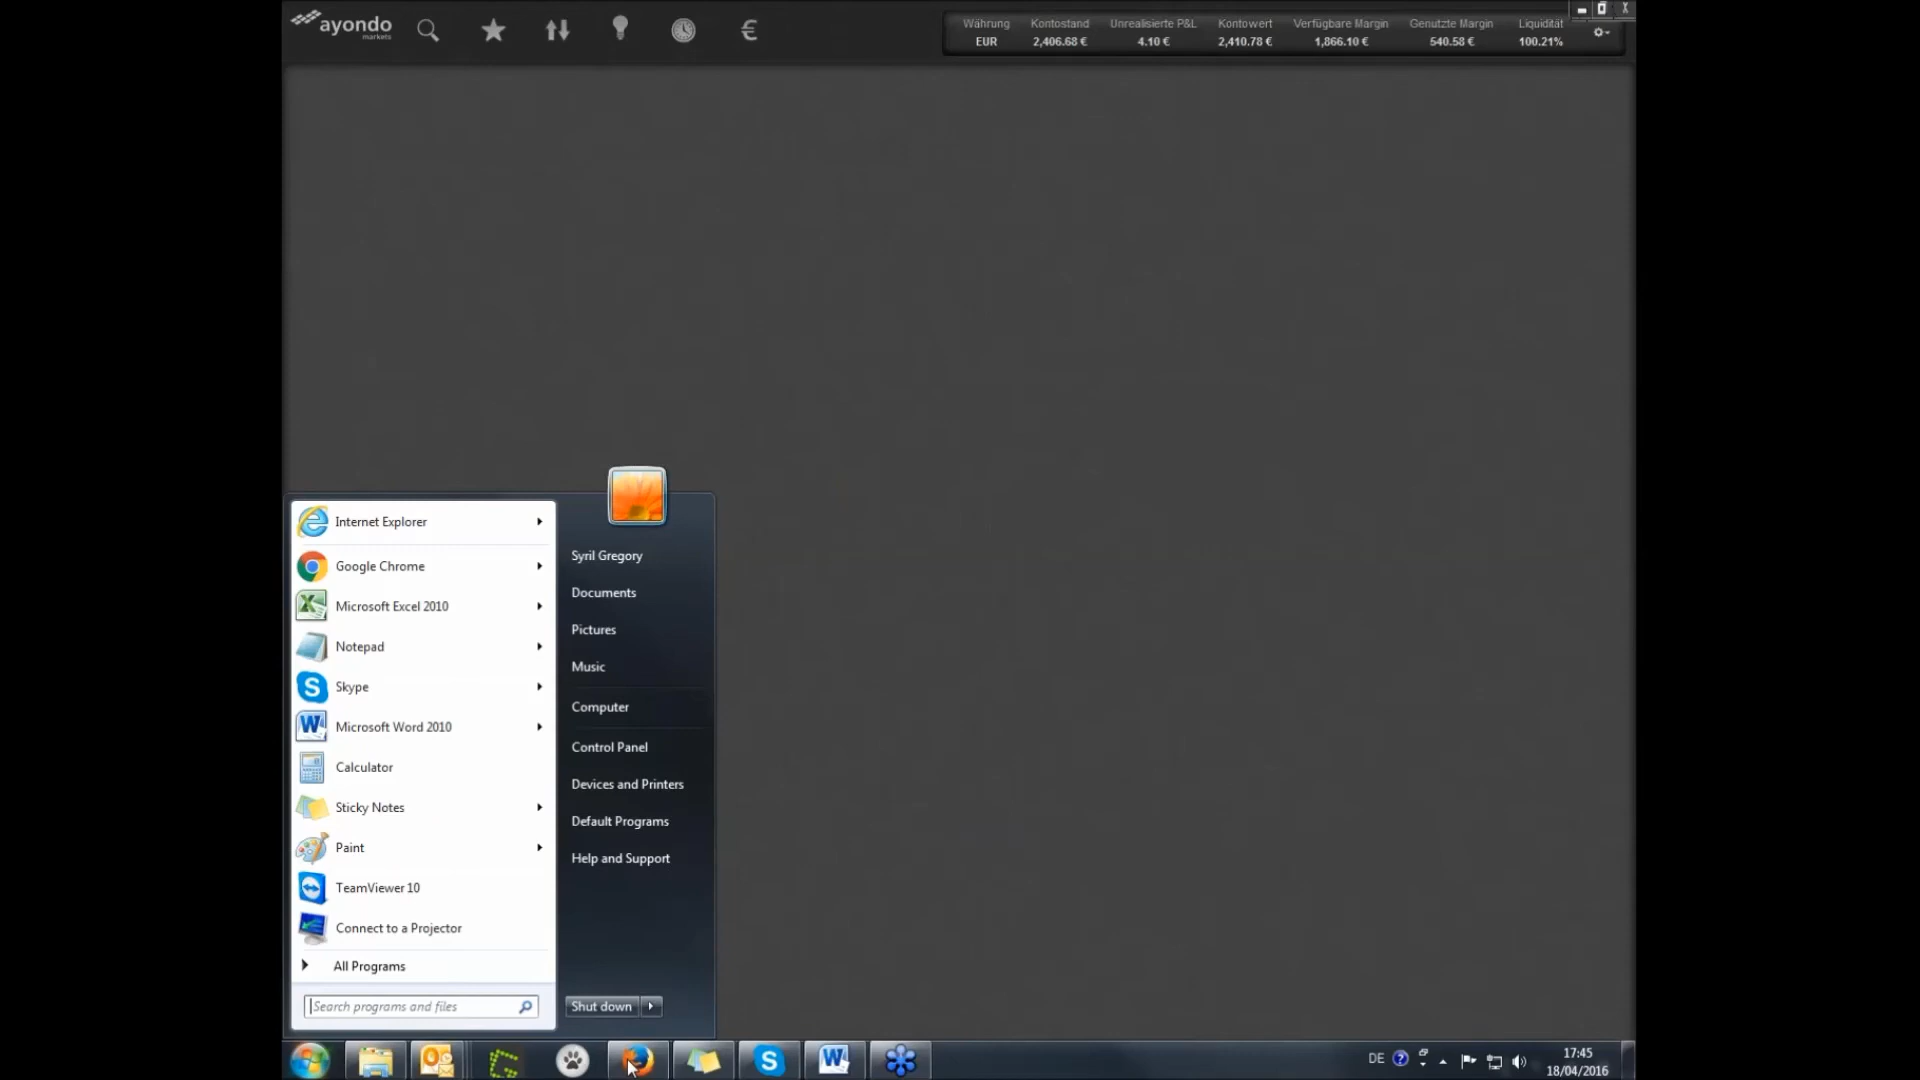 ayondo
markets
Währung Kontostand Unrealisierte P&L Kontowert Verfügbare Margin Genutzte Margin Liquidität
EUR 2,406.68 € 4.10 € 2,410.78 € 1,866.10 € 540.58 € 100.21%
Internet Explorer
Google Chrome
Microsoft Excel 2010
Notepad
Skype
Microsoft Word 2010
Calculator
Sticky Notes
Paint
TeamViewer 10
Connect to a Projector
All Programs
Search programs and files
Syril Gregory
Documents
Pictures
Music
Computer
Control Panel
Devices and Printers
Default Programs
Help and Support
Shut down
DE
17:45
18/04/2016